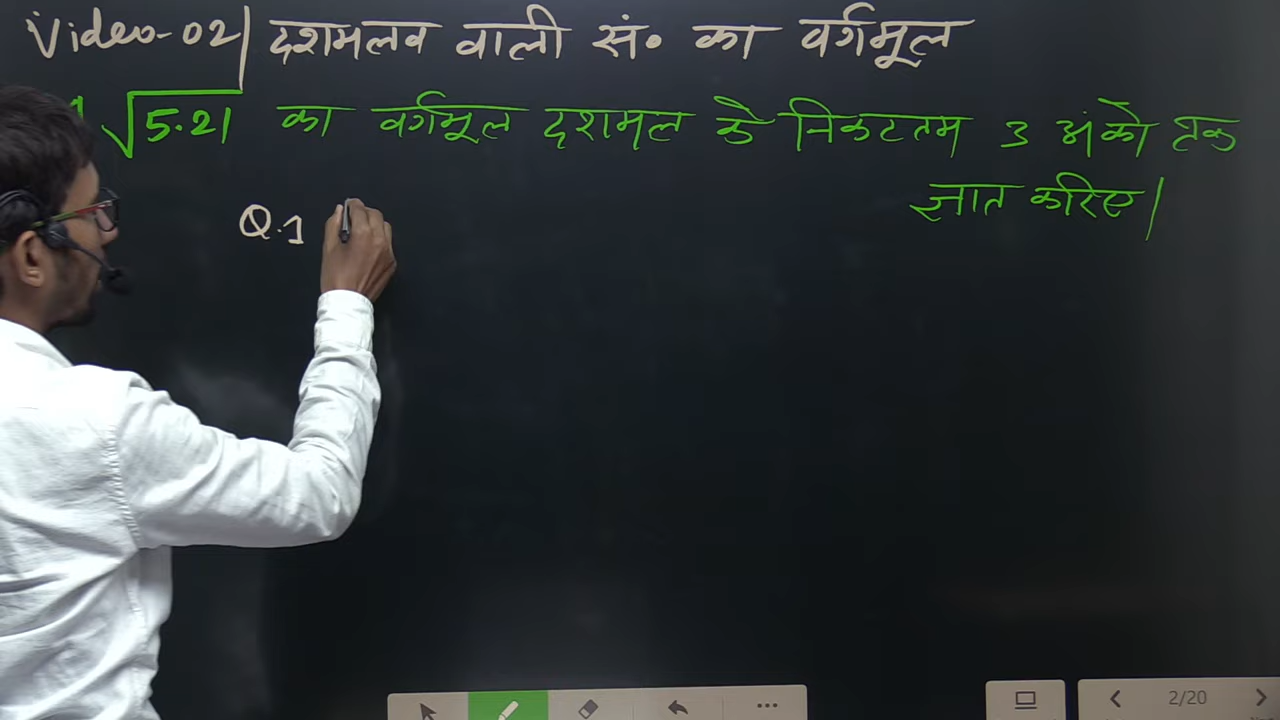 Video-02| दशमलव वाली सं० का वर्गमूल
√5.21 का वर्गमूल दशमल के निकटतम 3 अंको तक
ज्ञात करिए|
Q.1
2/20